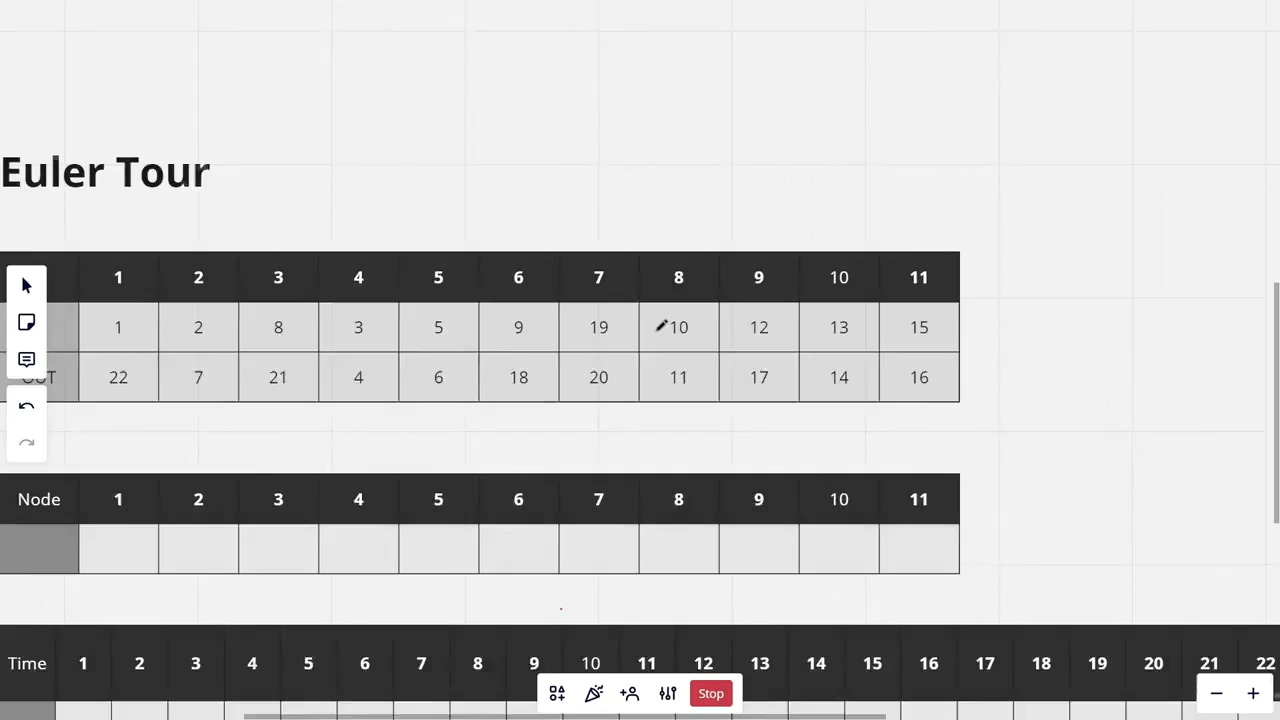 Euler Tour
1 2 3 4 5 6 7 8 9 10 11
1 2 8 3 5 9 19 10 12 13 15
OUT 22 7 21 4 6 18 20 11 17 14 16
Node 1 2 3 4 5 6 7 8 9 10 11
Time 1 2 3 4 5 6 7 8 9 10 11 12 13 14 15 16 17 18 19 20 21 22
Stop